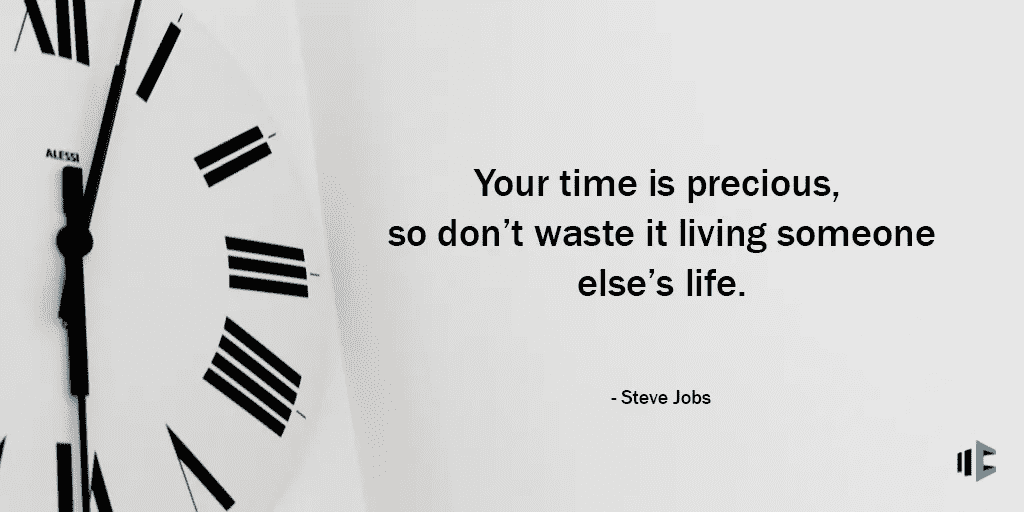 ALESSI
Your time is precious,
so don’t waste it living someone
else’s life.
- Steve Jobs